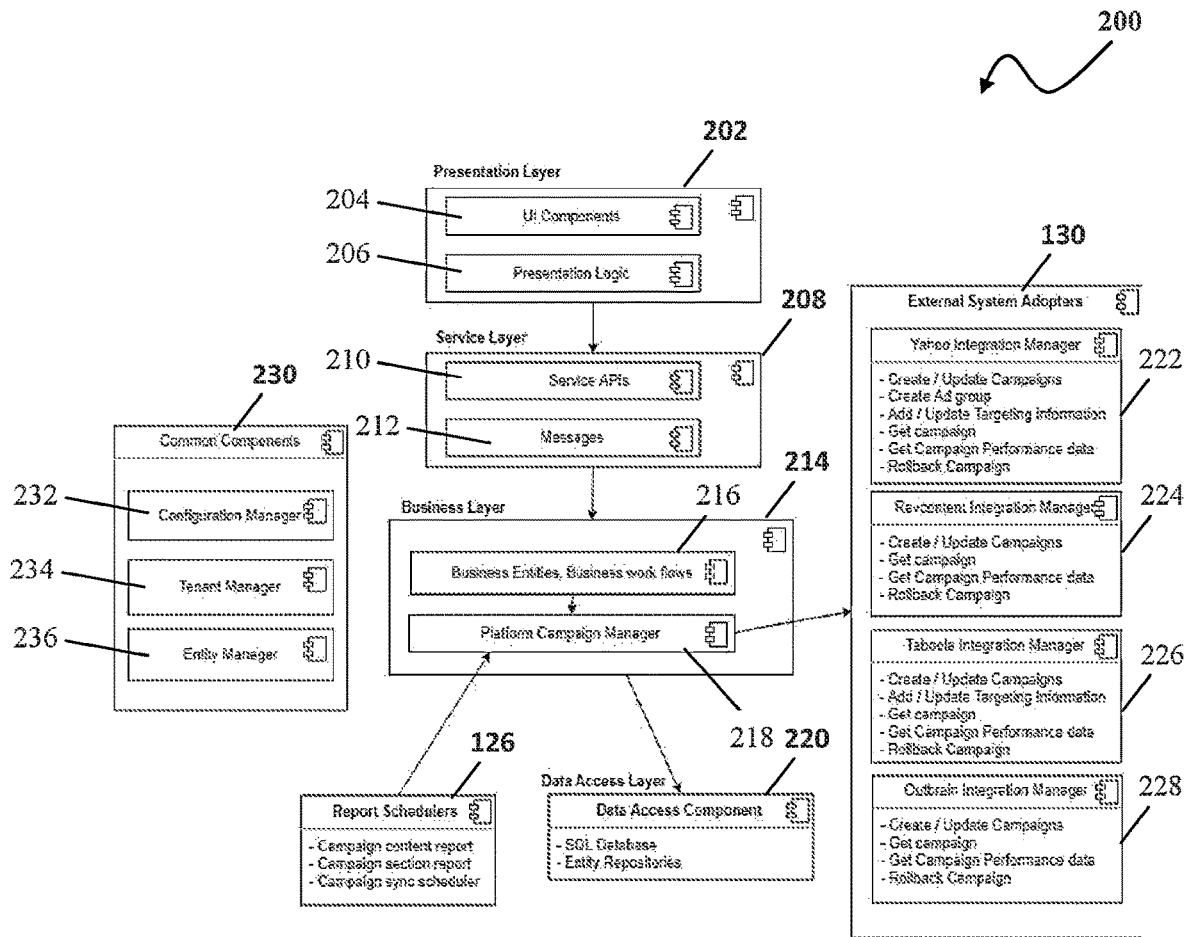 200
202
Presentation Layer
204
UI Components
206
Presentation Logic
208
Service Layer
210
Service APIs
212
Messages
230
Common Components
232
Configuration Manager
234
Tenant Manager
236
Entity Manager
214
Business Layer
216
Business Entities, Business work flows
Platform Campaign Manager
218
126
Report Schedulers
- Campaign content report
- Campaign section report
- Campaign sync scheduler
220
Data Access Layer
Data Access Component
- SQL Database
- Entity Repositories
130
External System Adopters
Yahoo Integration Manager
222
- Create / Update Campaigns
- Create Ad group
- Add / Update Targeting Information
- Get campaign
- Get Campaign Performance data
- Rollback Campaign
Revcontent Integration Manager
224
- Create / Update Campaigns
- Get campaign
- Get Campaign Performance data
- Rollback Campaign
Taboola Integration Manager
226
- Create / Update Campaigns
- Add / Update Targeting Information
- Get campaign
- Get Campaign Performance data
- Rollback Campaign
Outbrain Integration Manager
228
- Create / Update Campaigns
- Get campaign
- Get Campaign Performance data
- Rollback Campaign